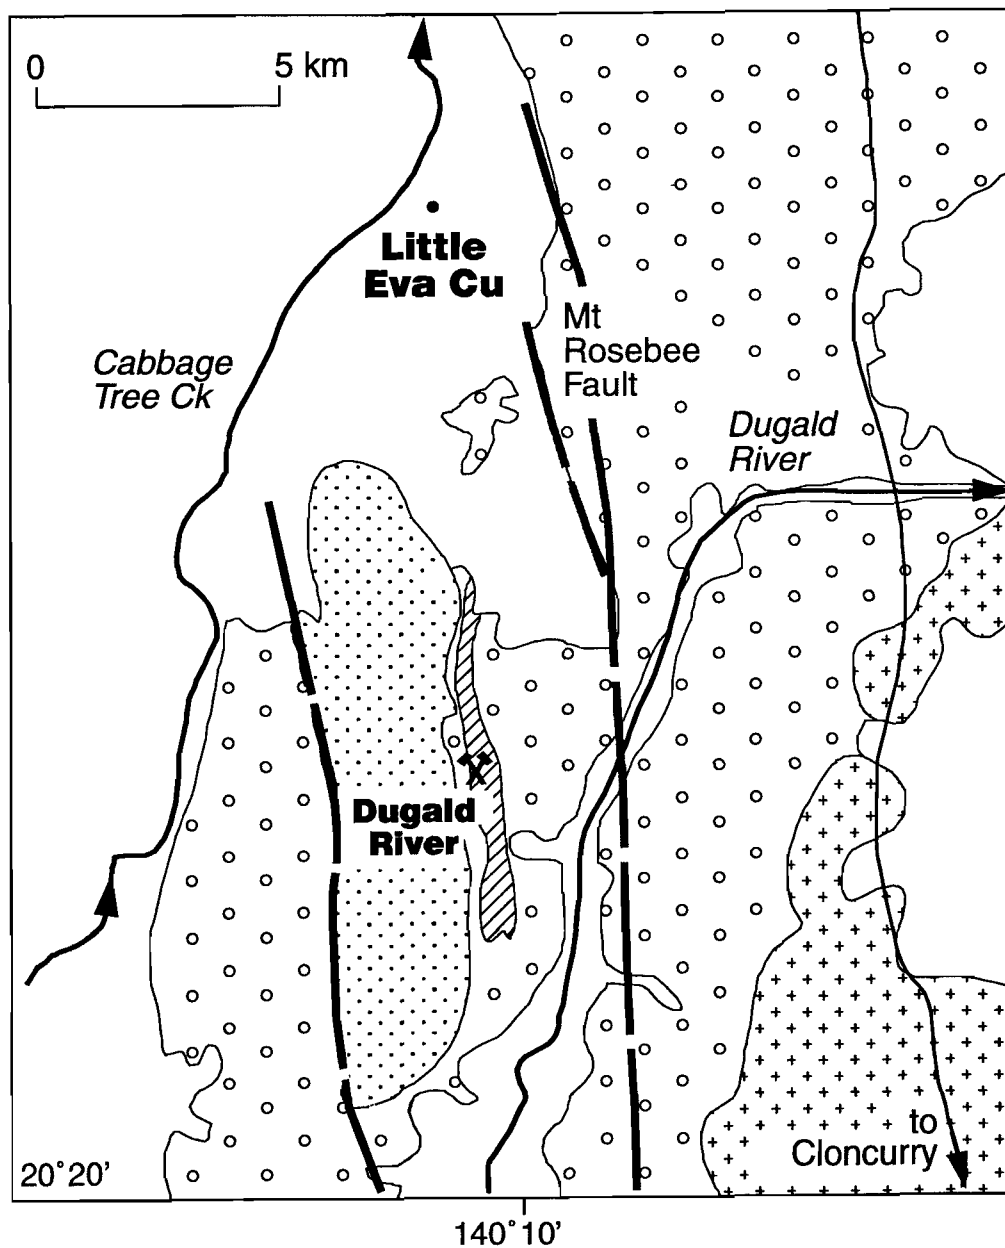 0 5 km
Little
Eva Cu
Mt
Rosebee
Fault
Cabbage
Tree Ck
Dugald
River
Dugald
River
to
Cloncurry
20°20'
140°10'